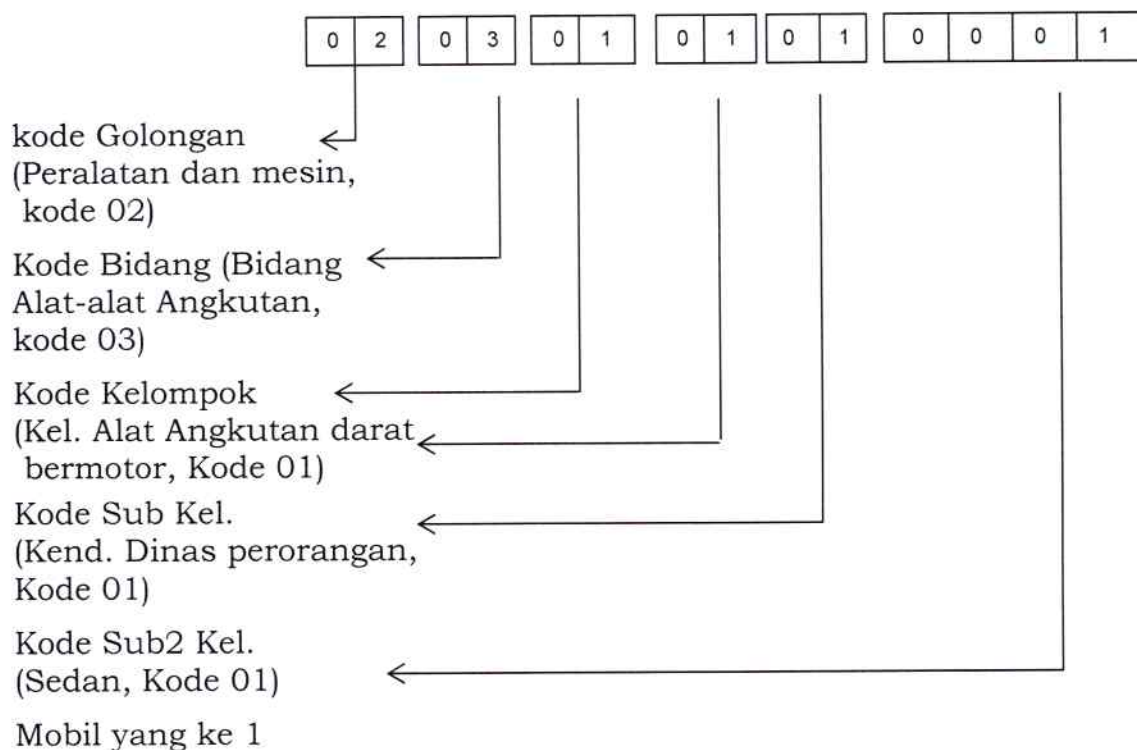 0 2 0 3 0 1 0 1 0 1 0 0 0 1
kode Golongan
(Peralatan dan mesin,
kode 02)
Kode Bidang (Bidang
Alat-alat Angkutan,
kode 03)
Kode Kelompok
(Kel. Alat Angkutan darat
bermotor, Kode 01)
Kode Sub Kel.
(Kend. Dinas perorangan,
Kode 01)
Kode Sub2 Kel.
(Sedan, Kode 01)
Mobil yang ke 1